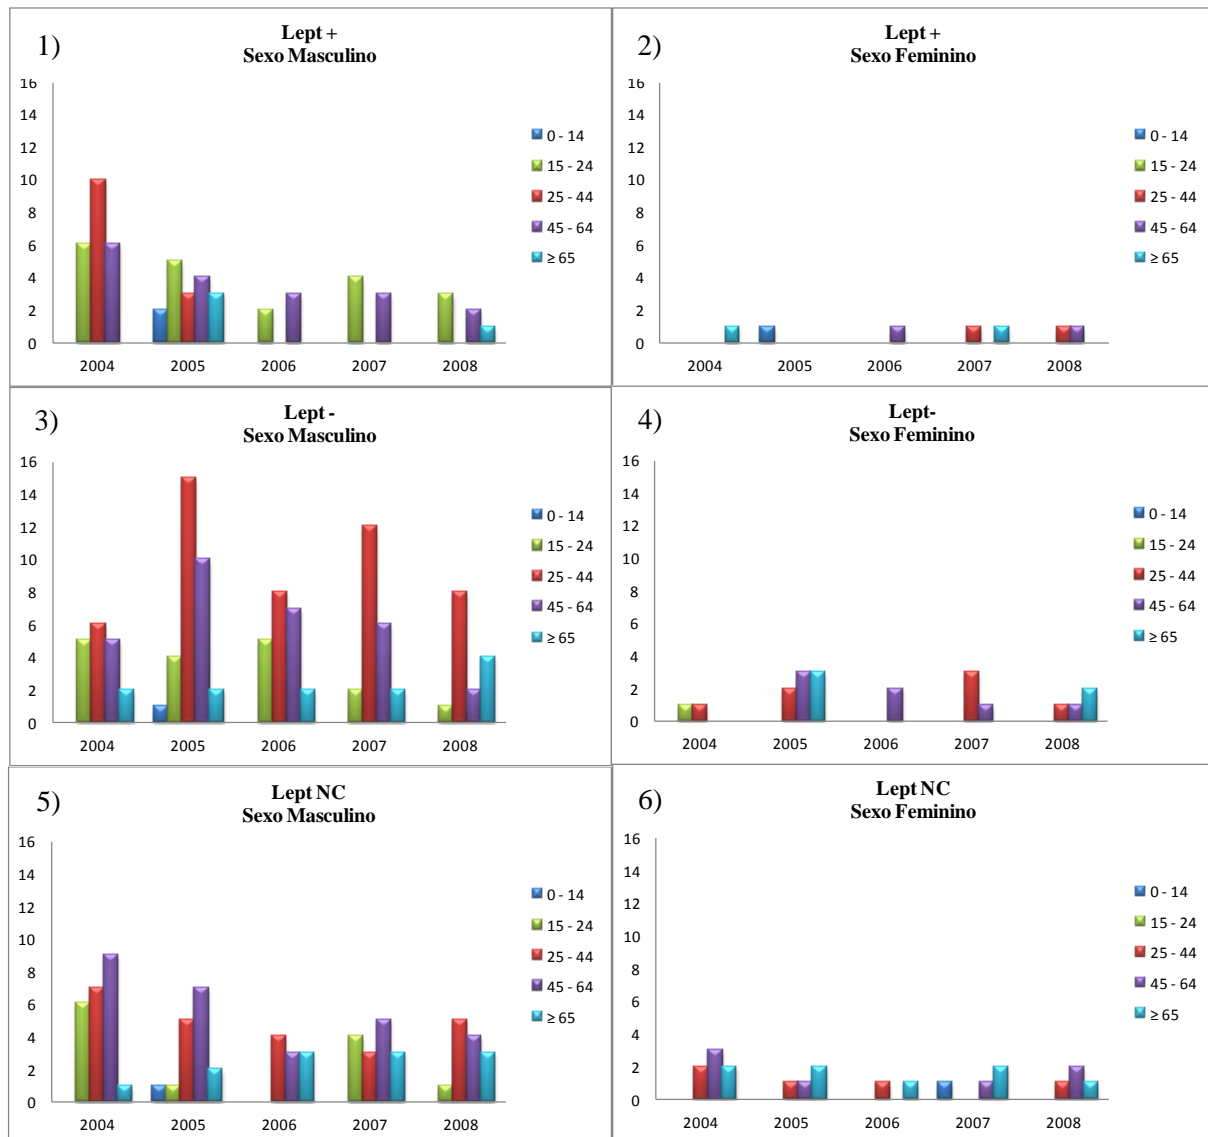 1)
Lept +
Sexo Masculino
16
14
12
10
8
6
4
2
0
2004 2005 2006 2007 2008
0 - 14
15 - 24
25 - 44
45 - 64
≥ 65
2)
Lept +
Sexo Feminino
16
14
12
10
8
6
4
2
0
2004 2005 2006 2007 2008
0 - 14
15 - 24
25 - 44
45 - 64
≥ 65
3)
Lept -
Sexo Masculino
16
14
12
10
8
6
4
2
0
2004 2005 2006 2007 2008
0 - 14
15 - 24
25 - 44
45 - 64
≥ 65
4)
Lept-
Sexo Feminino
16
14
12
10
8
6
4
2
0
2004 2005 2006 2007 2008
0 - 14
15 - 24
25 - 44
45 - 64
≥ 65
5)
Lept NC
Sexo Masculino
16
14
12
10
8
6
4
2
0
2004 2005 2006 2007 2008
0 - 14
15 - 24
25 - 44
45 - 64
≥ 65
6)
Lept NC
Sexo Feminino
16
14
12
10
8
6
4
2
0
2004 2005 2006 2007 2008
0 - 14
15 - 24
25 - 44
45 - 64
≥ 65